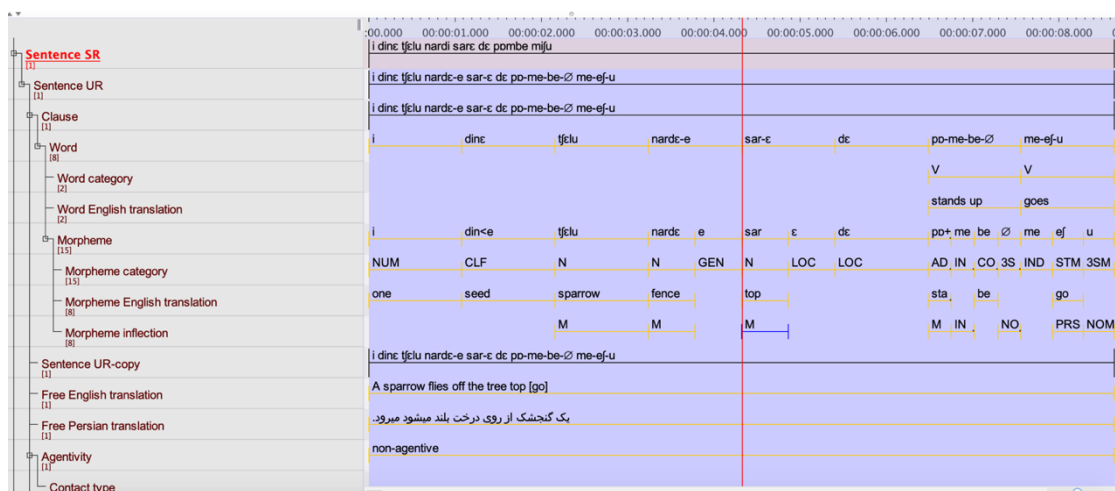 :00.000 00:00:01.000 00:00:02.000 00:00:03.000 00:00:04.000 00:00:05.000 00:00:06.000 00:00:07.000 00:00:08.000
Sentence SR i dinɛ tʃɛlu nardi sarɛ dɛ pɒmbe miʃu
[1]
Sentence UR i dinɛ tʃɛlu nardɛ-e sar-ɛ dɛ pɒ-me-be-∅ me-eʃ-u
[1]
Clause i dinɛ tʃɛlu nardɛ-e sar-ɛ dɛ pɒ-me-be-∅ me-eʃ-u
[1]
Word i dinɛ tʃɛlu nardɛ-e sar-ɛ dɛ pɒ-me-be-∅ me-eʃ-u
[8]
Word category V V
[2]
Word English translation stands up goes
[2]
Morpheme i din<e tʃɛlu nardɛ e sar ɛ dɛ pɒ+ me be ∅ me eʃ u
[15]
Morpheme category NUM CLF N N GEN N LOC LOC AD IN CO 3S IND STM 3SM
[15]
Morpheme English translation one seed sparrow fence top sta be go
[8]
Morpheme inflection M M M M IN NO PRS NOM
[8]
Sentence UR-copy i dinɛ tʃɛlu nardɛ-e sar-ɛ dɛ pɒ-me-be-∅ me-eʃ-u
[1]
Free English translation A sparrow flies off the tree top [go]
[1]
Free Persian translation یک گنجشک از روی درخت بلند میشود میرود.
[1]
Agentivity non-agentive
[1]
Contact type